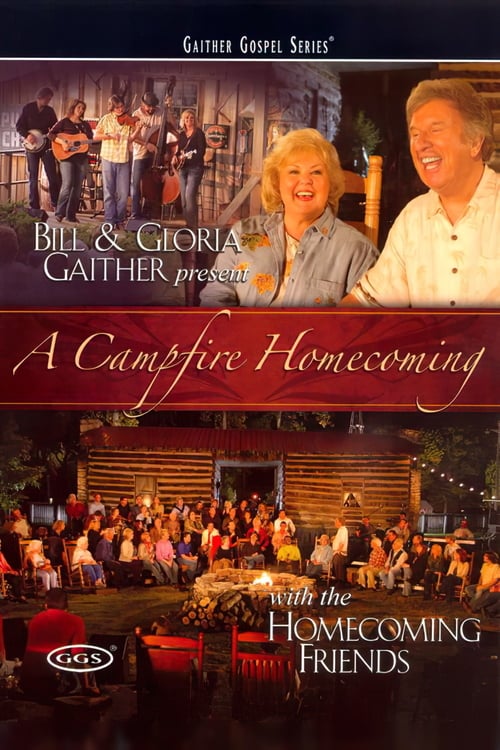 GAITHER GOSPEL SERIES®
BILL & GLORIA
GAITHER present
A Campfire Homecoming
with the
HOMECOMING
FRIENDS
GGS®